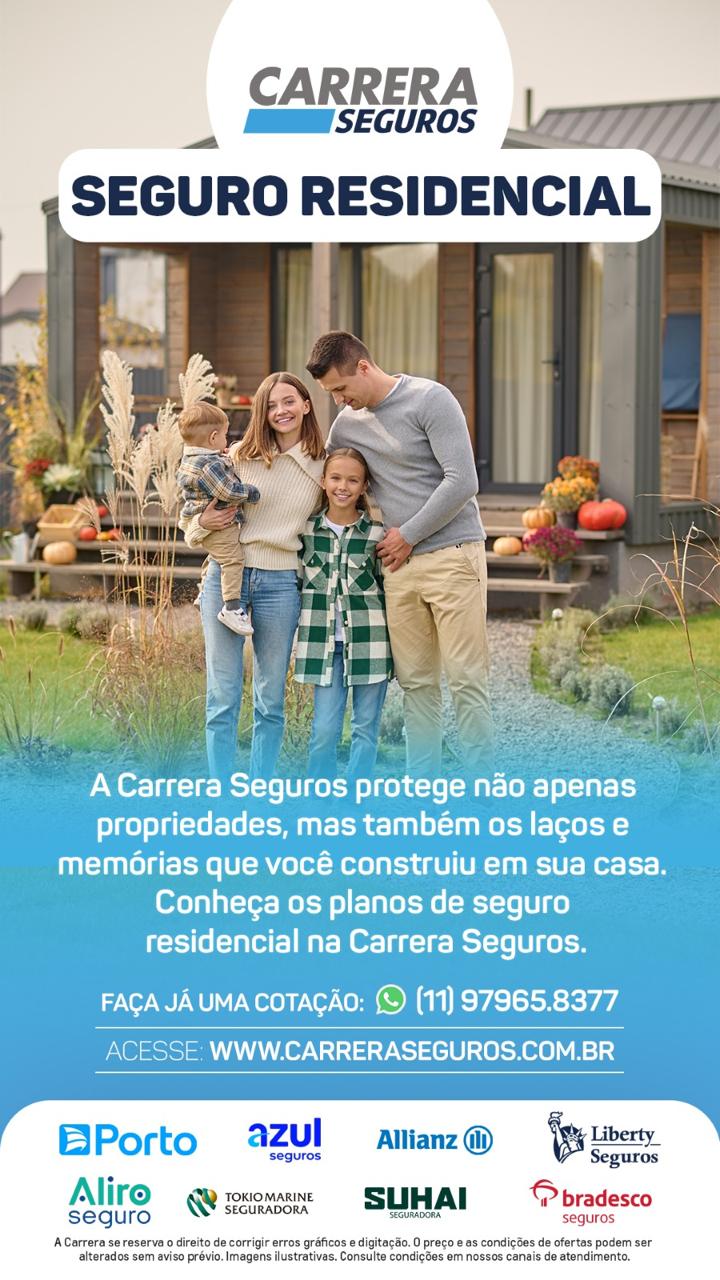 CARRERA
SEGUROS
SEGURO RESIDENCIAL
A Carrera Seguros protege não apenas
propriedades, mas também os laços e
memórias que você construiu em sua casa.
Conheça os planos de seguro
residencial na Carrera Seguros.
FAÇA JÁ UMA COTAÇÃO: (11) 97965.8377
ACESSE: WWW.CARRERASEGUROS.COM.BR
Porto azul seguros Allianz Liberty Seguros
Aliro seguro TOKIO MARINE SEGURADORA SUHAI SEGURADORA bradesco seguros
A Carrera se reserva o direito de corrigir erros gráficos e digitação. O preço e as condições de ofertas podem ser
alterados sem aviso prévio. Imagens ilustrativas. Consulte condições em nossos canais de atendimento.